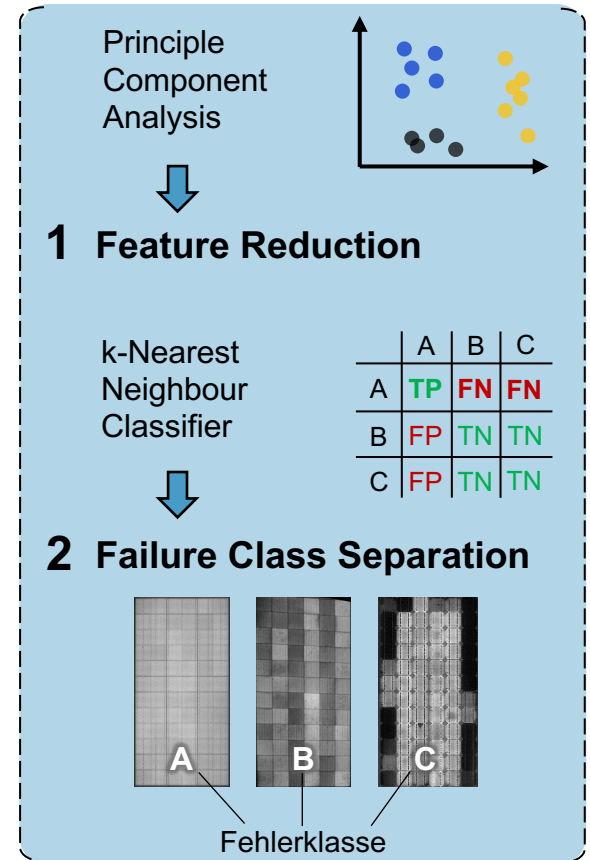 Principle
Component
Analysis
1 Feature Reduction
k-Nearest
Neighbour
Classifier
A B C
A TP FN FN
B FP TN TN
C FP TN TN
2 Failure Class Separation
A B C
Fehlerklasse